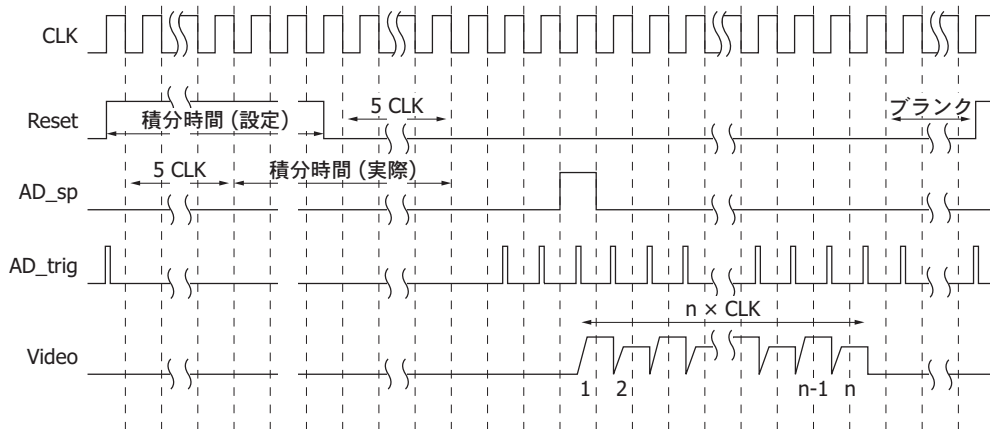 CLK
Reset
積分時間（設定）
5 CLK
ブランク
AD_sp
5 CLK
積分時間（実際）
AD_trig
n × CLK
Video
1
2
n-1
n